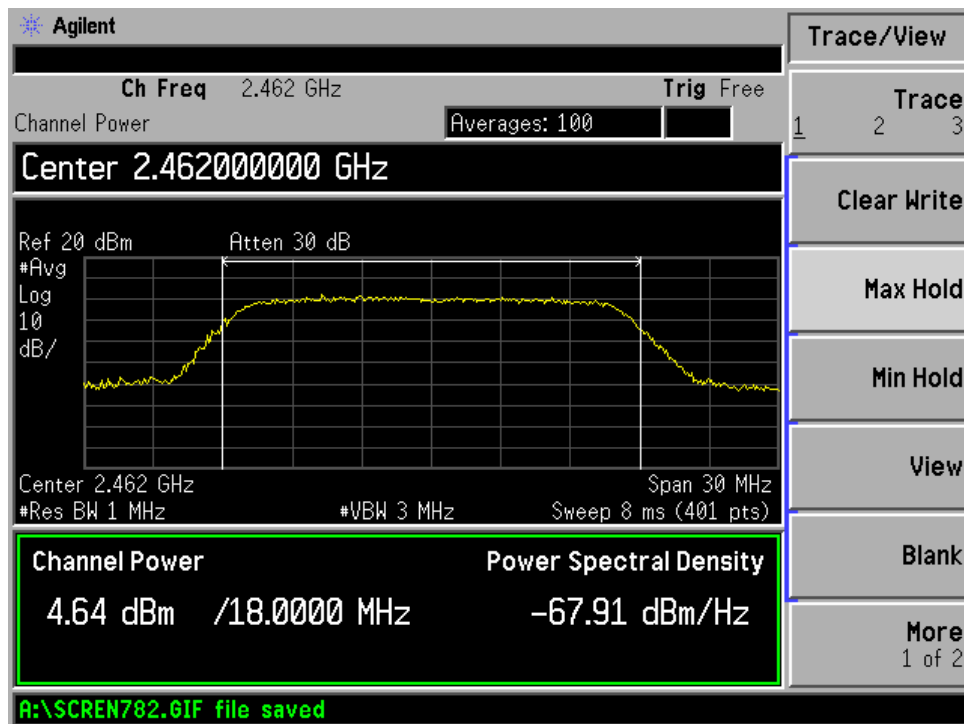 Agilent
Trace/View
Ch Freq 2.462 GHz Trig Free
Channel Power Averages: 100
Center 2.462000000 GHz
Ref 20 dBm Atten 30 dB
#Avg
Log
10
dB/
Center 2.462 GHz Span 30 MHz
#Res BW 1 MHz #VBW 3 MHz Sweep 8 ms (401 pts)
Channel Power Power Spectral Density
4.64 dBm /18.0000 MHz -67.91 dBm/Hz
A:\SCREN782.GIF file saved
Trace
1 2 3
Clear Write
Max Hold
Min Hold
View
Blank
More
1 of 2